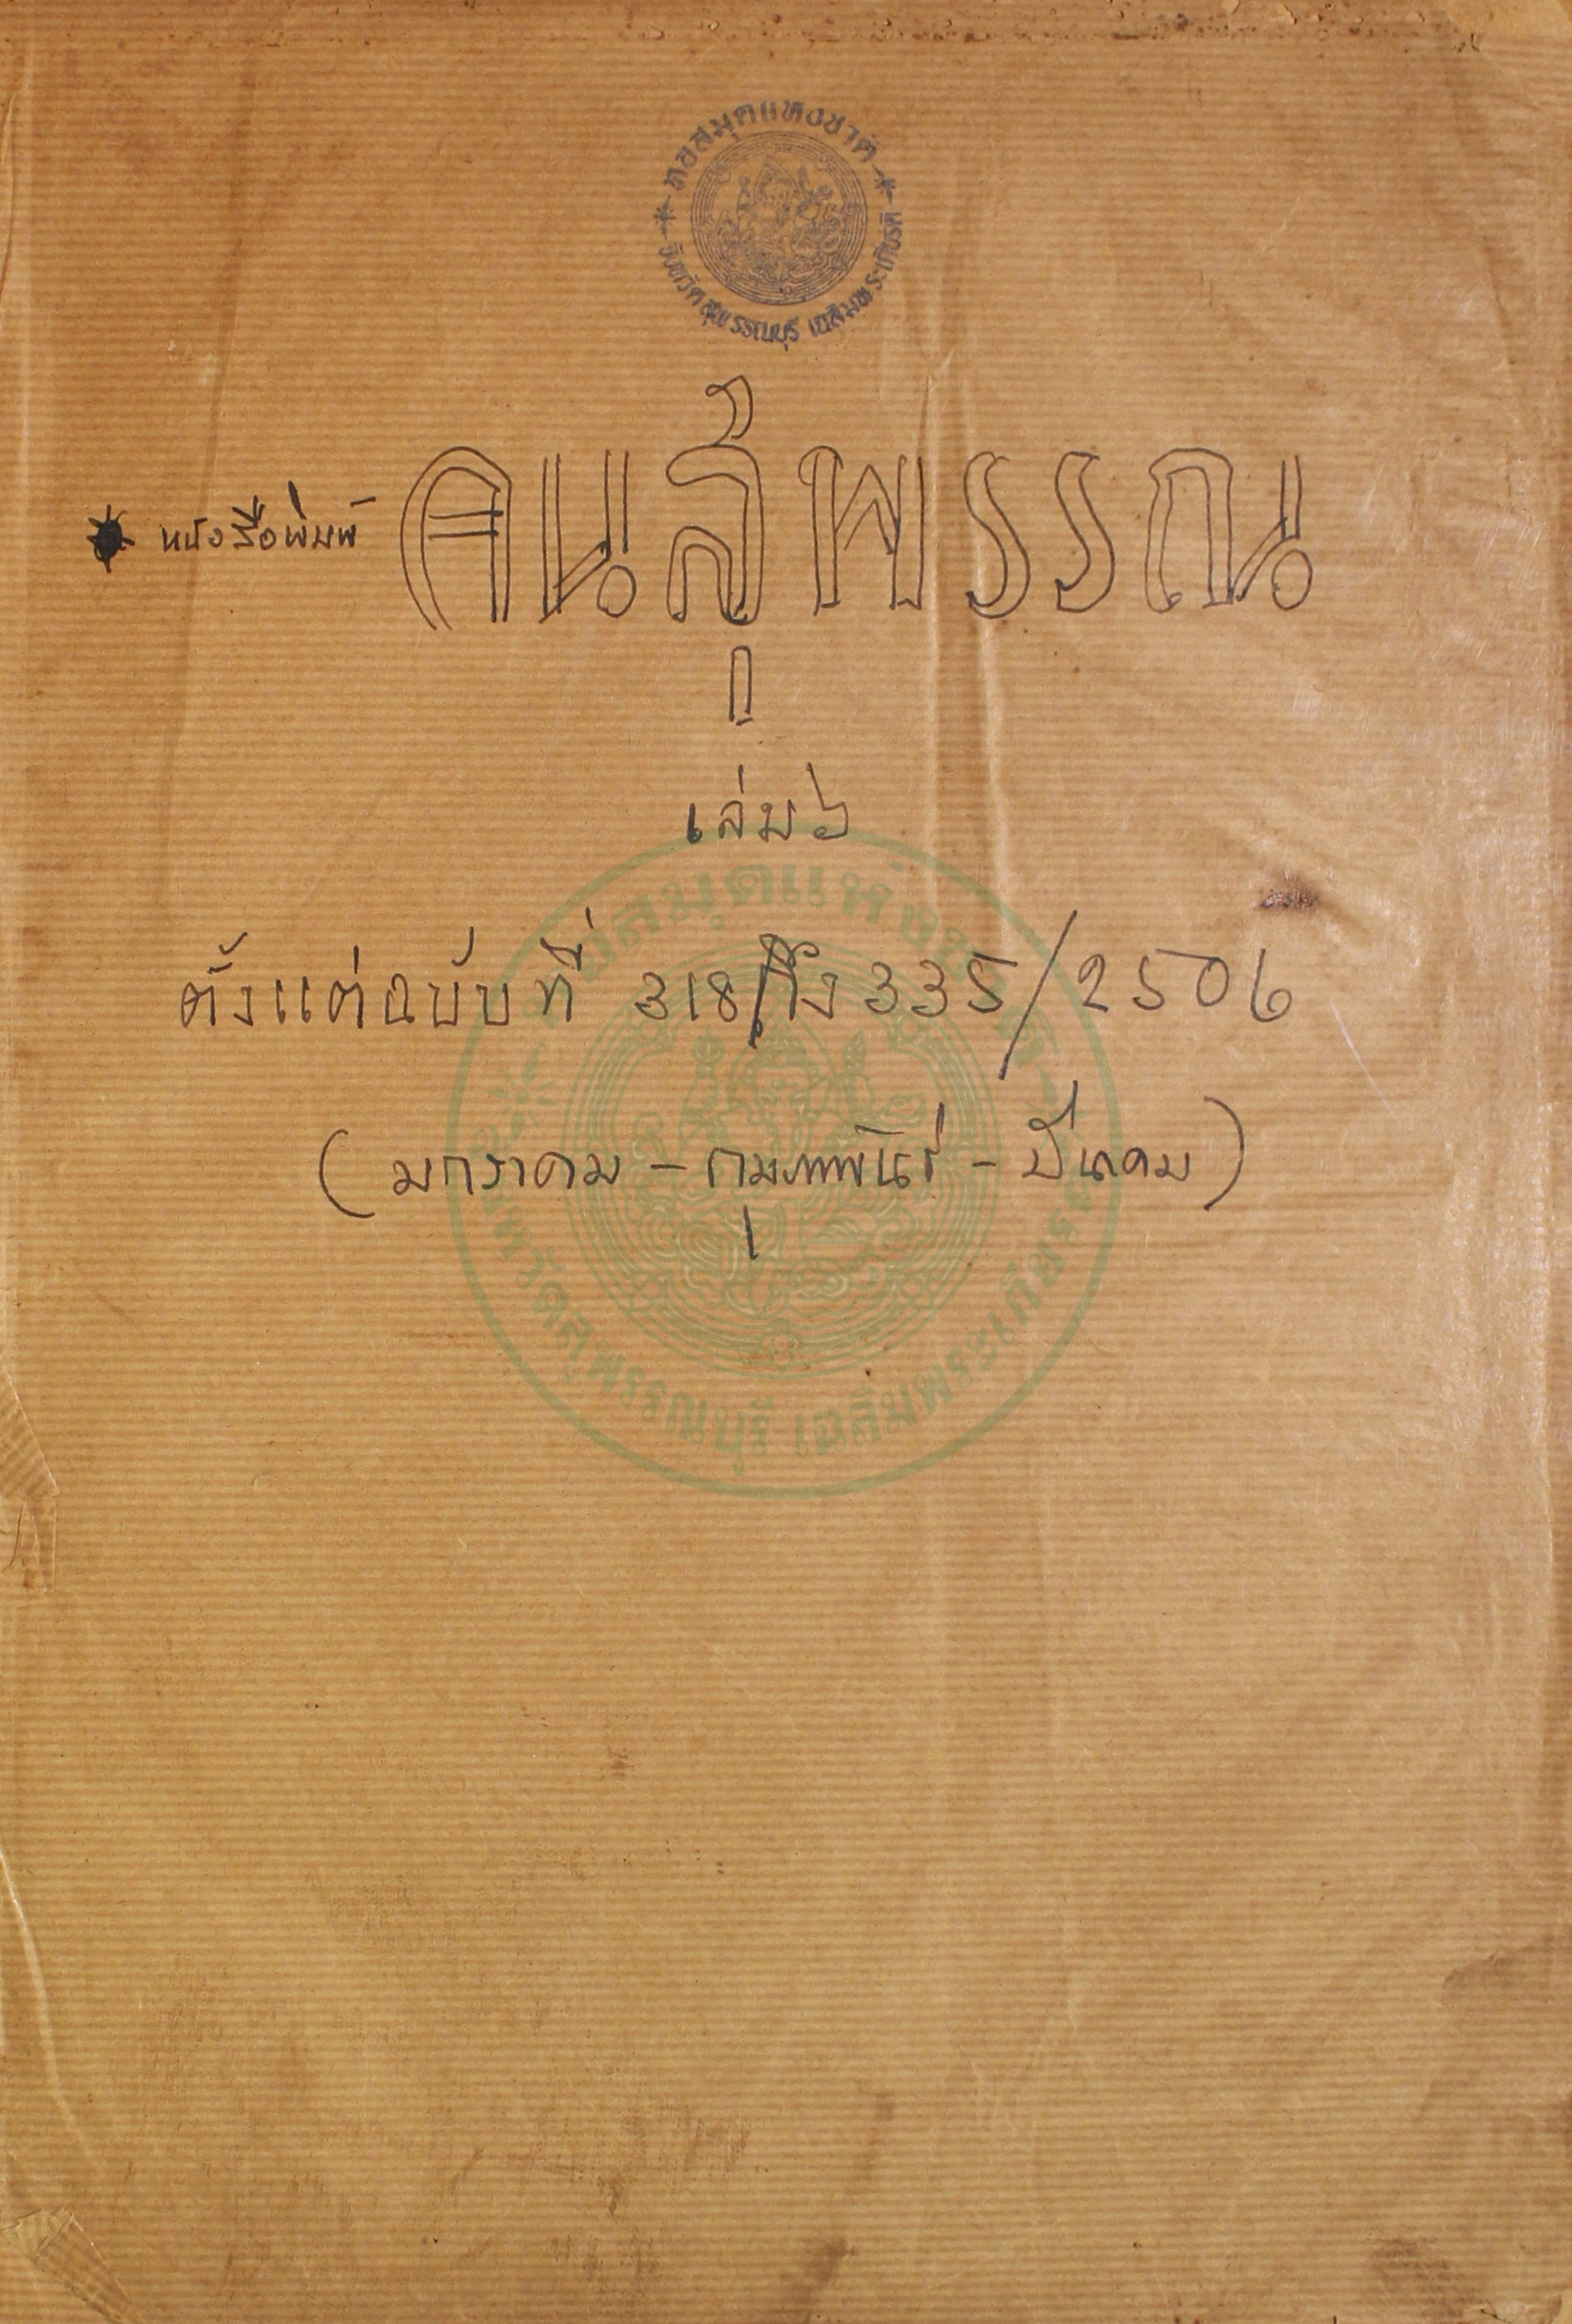 หอสมุดแห่งชาติ
จังหวัดสุพรรณบุรี เฉลิมพระเกียรติ
หนังสือพิมพ์ คนสุพรรณ
เล่ม ๖
ตั้งแต่ฉบับที่ 318 ถึง 335/2506
(มกราคม - กุมภาพันธ์ - มีนาคม)
หอสมุดแห่งชาติ
จังหวัดสุพรรณบุรี เฉลิมพระเกียรติ